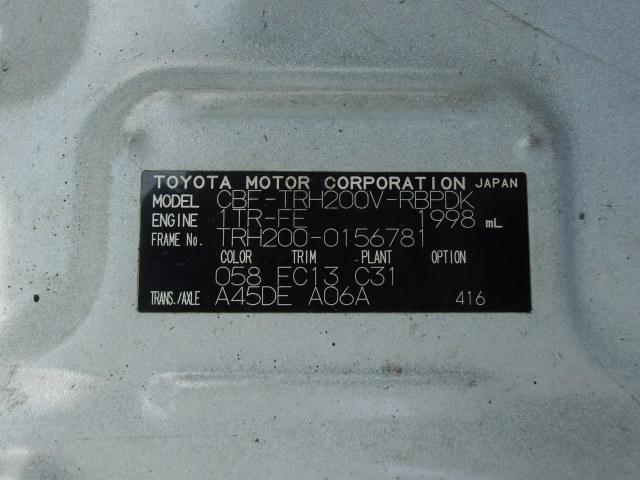 TOYOTA MOTOR CORPORATION JAPAN
MODEL CBF-TRH200V-RBPDK
ENGINE 1TR-FE 1998 mL
FRAME No. TRH200-0156781
COLOR TRIM PLANT OPTION
058 EC13 C31
TRANS./AXLE A45DE A06A 416